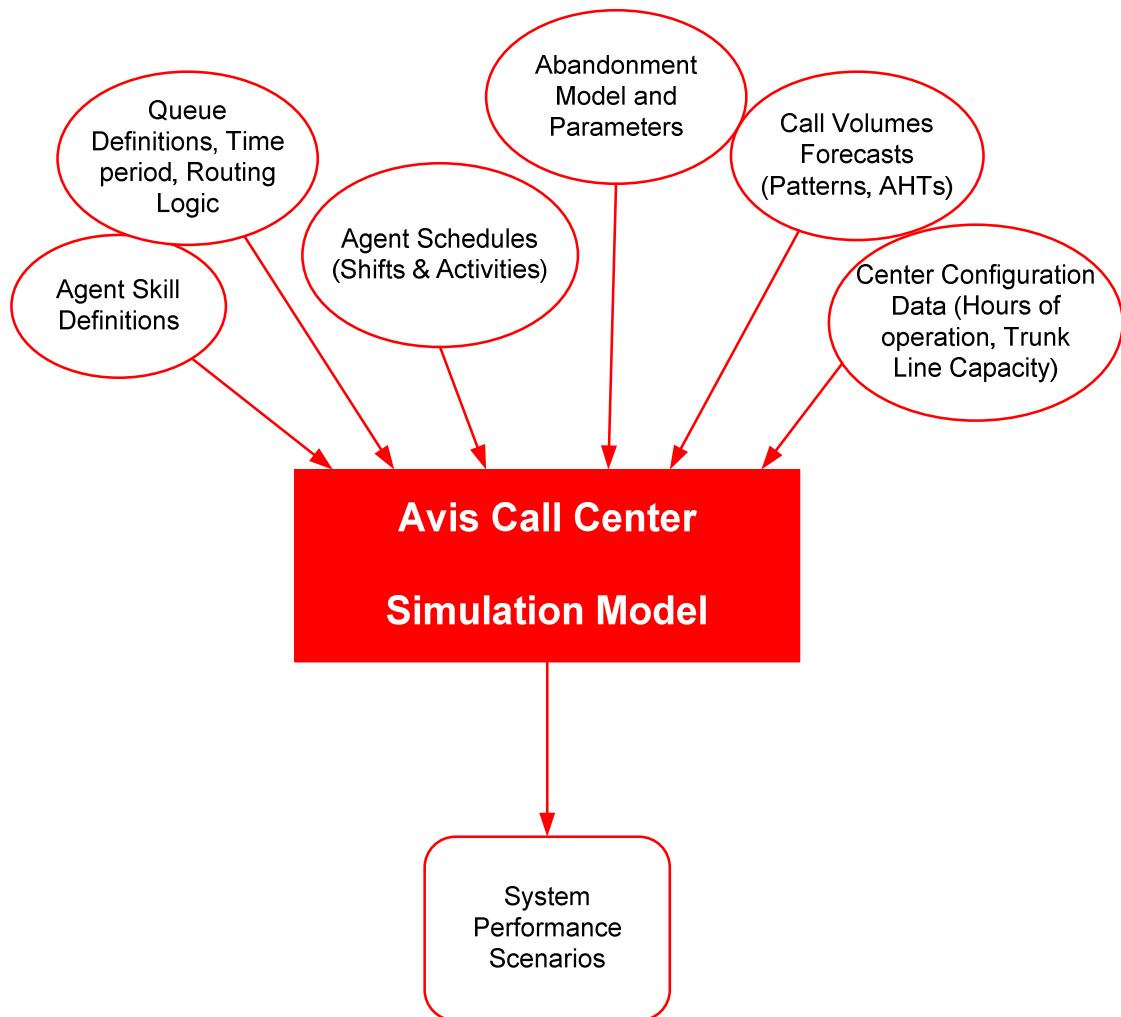 Abandonment
Model and
Parameters
Queue
Definitions, Time
period, Routing
Logic
Call Volumes
Forecasts
(Patterns, AHTs)
Agent Schedules
(Shifts & Activities)
Agent Skill
Definitions
Center Configuration
Data (Hours of
operation, Trunk
Line Capacity)
Avis Call Center
Simulation Model
System
Performance
Scenarios